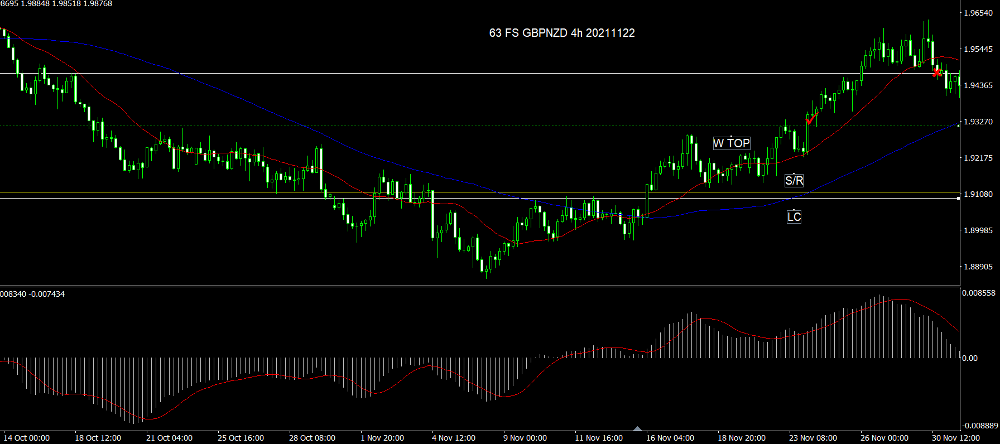 8695 1.98848 1.98518 1.98768
63 FS GBPNZD 4h 20211122
1.96540
1.95445
1.94365
1.93270
W TOP
1.92175
S/R
1.91080
LC
1.89985
1.88905
008340 -0.007434
0.008558
0.00
-0.008889
14 Oct 00:00 18 Oct 12:00 21 Oct 04:00 25 Oct 16:00 28 Oct 08:00 1 Nov 20:00 4 Nov 12:00 9 Nov 00:00 11 Nov 16:00 16 Nov 04:00 18 Nov 20:00 23 Nov 08:00 26 Nov 00:00 30 Nov 12:00